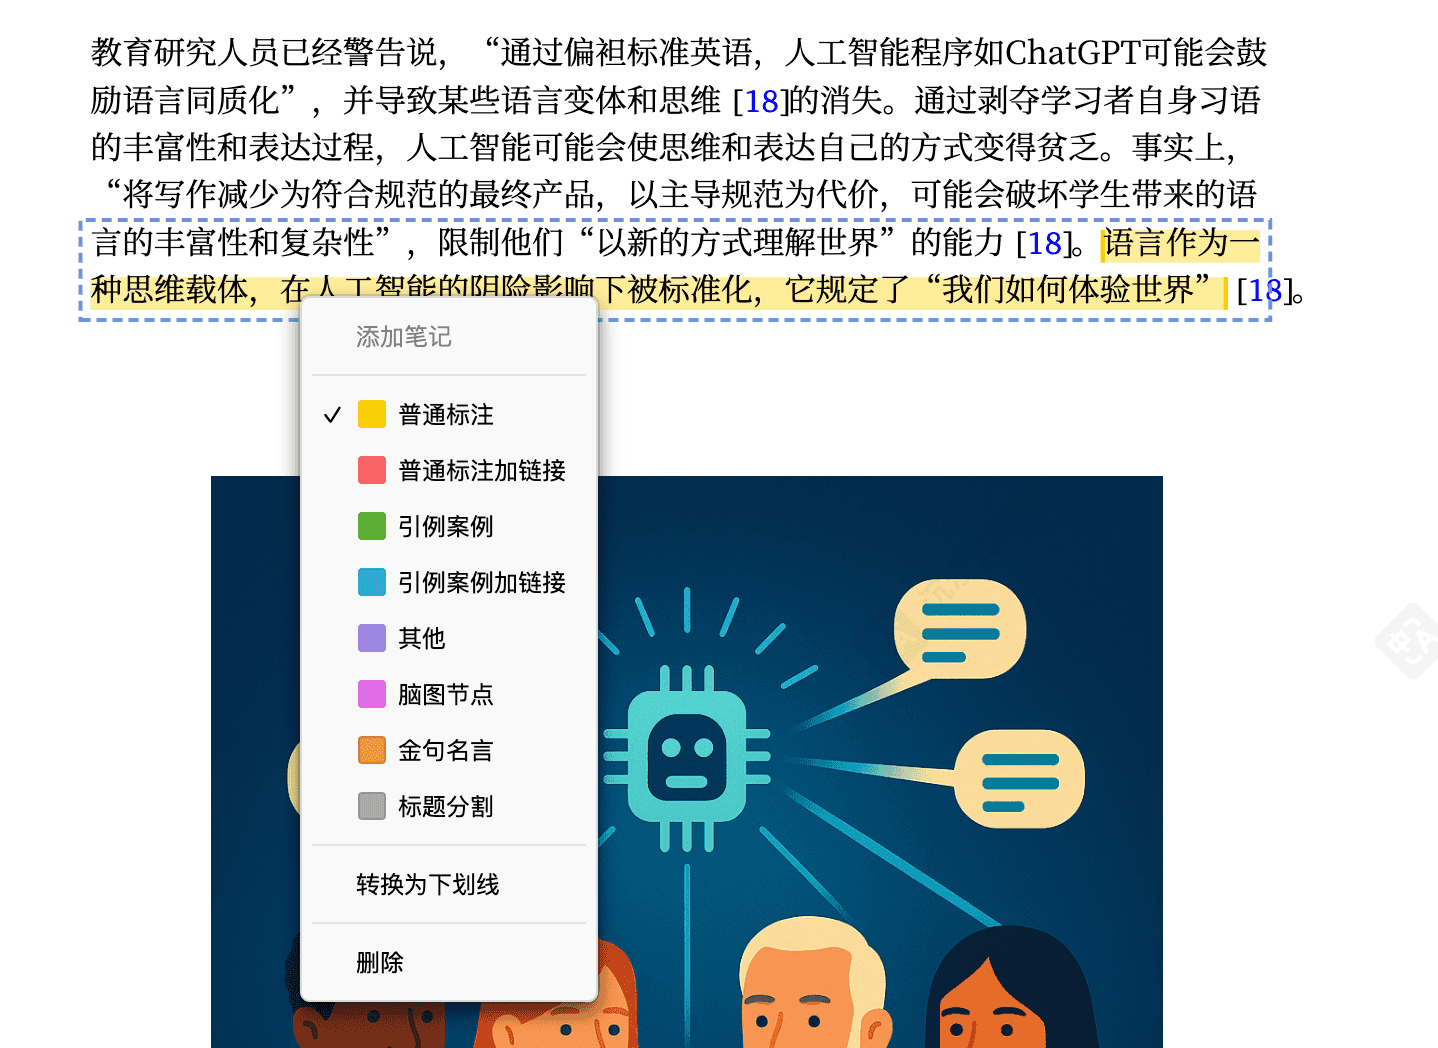 教育研究人员已经警告说，“通过偏袒标准英语，人工智能程序如ChatGPT可能会鼓
励语言同质化”，并导致某些语言变体和思维 [18]的消失。通过剥夺学习者自身习语
的丰富性和表达过程，人工智能可能会使思维和表达自己的方式变得贫乏。事实上，
“将写作减少为符合规范的最终产品，以主导规范为代价，可能会破坏学生带来的语
言的丰富性和复杂性”，限制他们“以新的方式理解世界”的能力 [18]。语言作为一
种思维载体，在人工智能的阴险影响下被标准化，它规定了“我们如何体验世界” [18]。
添加笔记
✓ 普通标注
普通标注加链接
引例案例
引例案例加链接
其他
脑图节点
金句名言
标题分割
转换为下划线
删除